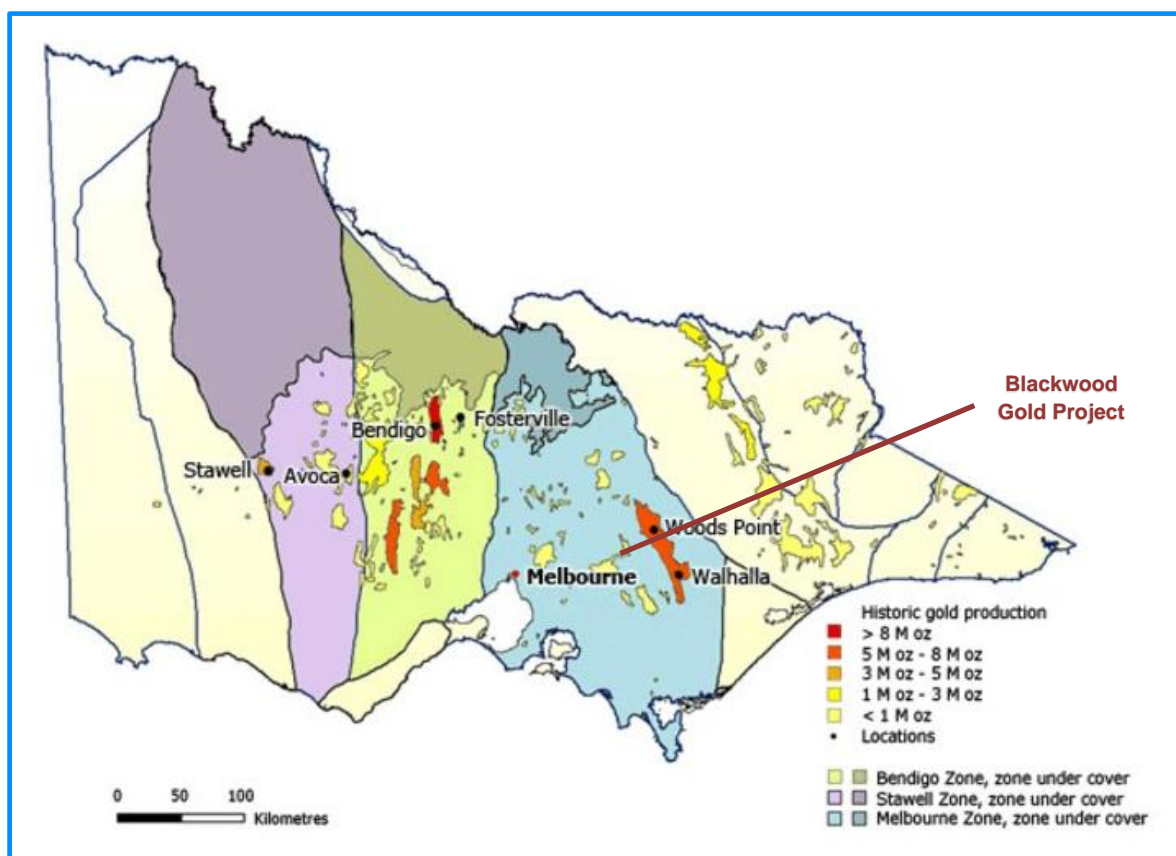 Blackwood
Gold Project
Bendigo
Fosterville
Stawell
Avoca
Woods Point
Melbourne
Walhalla
Historic gold production
> 8 M oz
5 M oz - 8 M oz
3 M oz - 5 M oz
1 M oz - 3 M oz
< 1 M oz
Locations
Bendigo Zone, zone under cover
Stawell Zone, zone under cover
Melbourne Zone, zone under cover
0 50 100
Kilometres